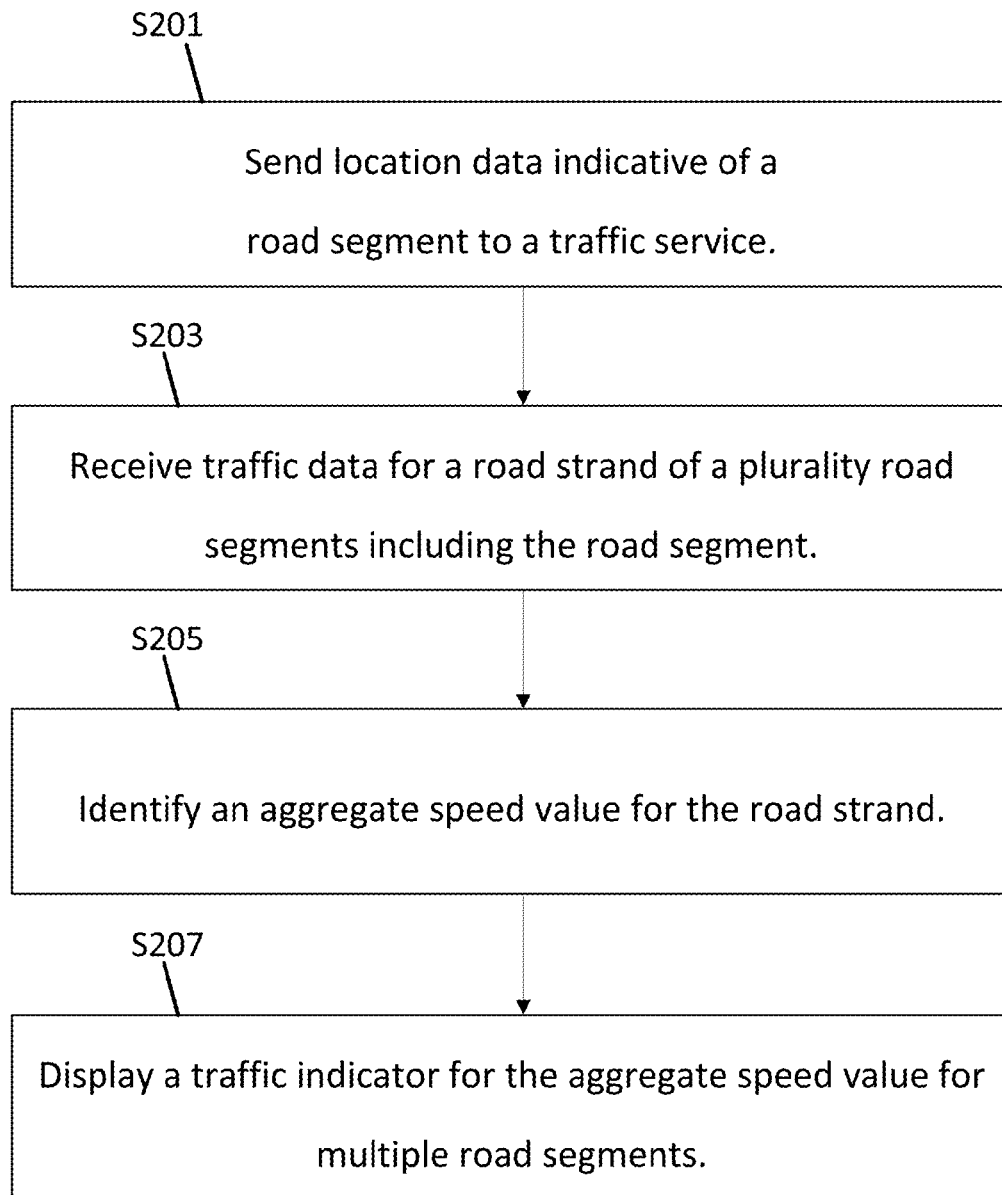 S201
Send location data indicative of a
road segment to a traffic service.
S203
Receive traffic data for a road strand of a plurality road
segments including the road segment.
S205
Identify an aggregate speed value for the road strand.
S207
Display a traffic indicator for the aggregate speed value for
multiple road segments.